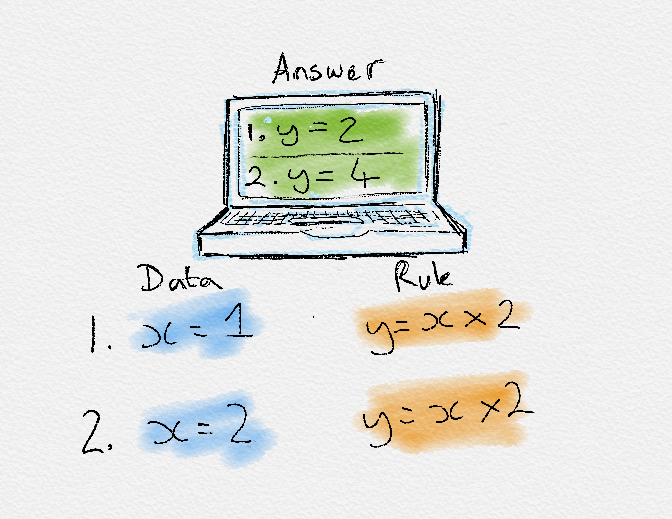 Answer
1. y = 2
2. y = 4
Data Rule
1. x = 1 y = x × 2
2. x = 2 y = x × 2